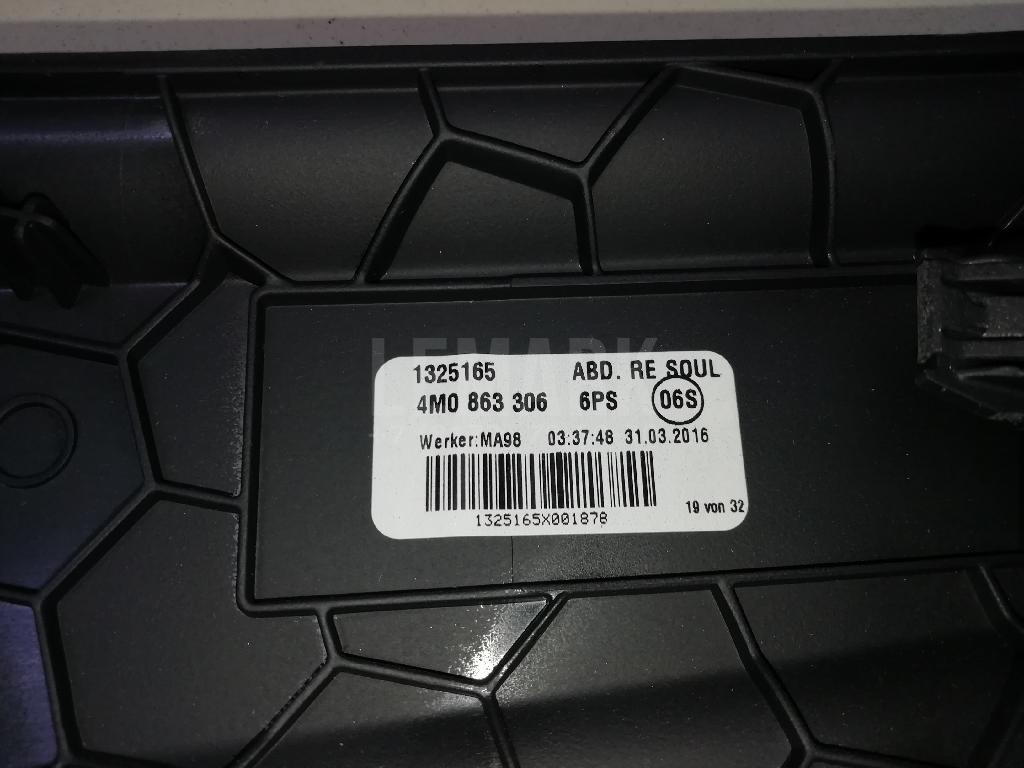 LEMARK
1325165 ABD. RE SOUL
4M0 863 306 6PS 06S
Werker:MA98 03:37:48 31.03.2016
1325165X001878
19 von 32